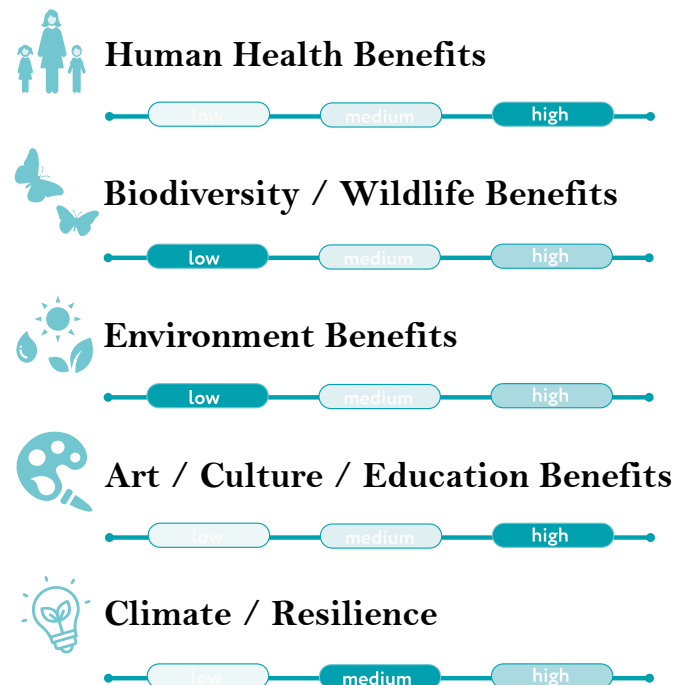 Human Health Benefits
low medium high
Biodiversity / Wildlife Benefits
low medium high
Environment Benefits
low medium high
Art / Culture / Education Benefits
low medium high
Climate / Resilience
low medium high